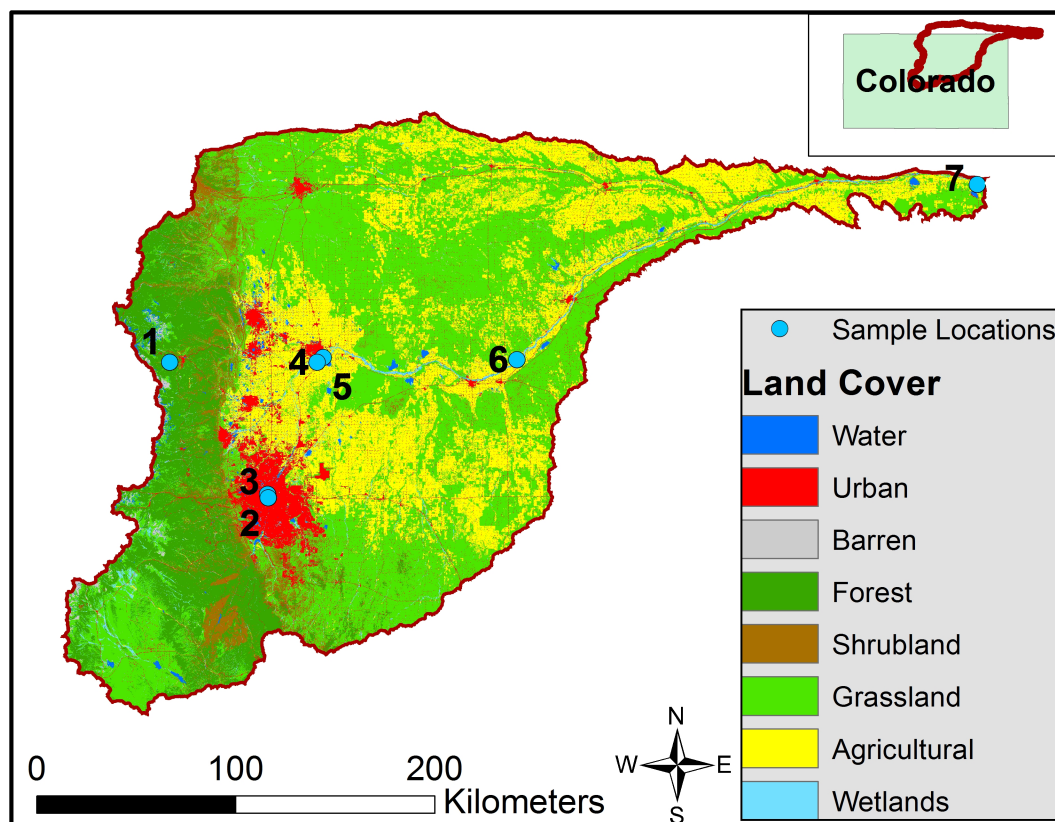 Colorado
7
1
4
5
6
3
2
Sample Locations
Land Cover
Water
Urban
Barren
Forest
Shrubland
Grassland
Agricultural
Wetlands
N
W E
S
0 100 200
Kilometers